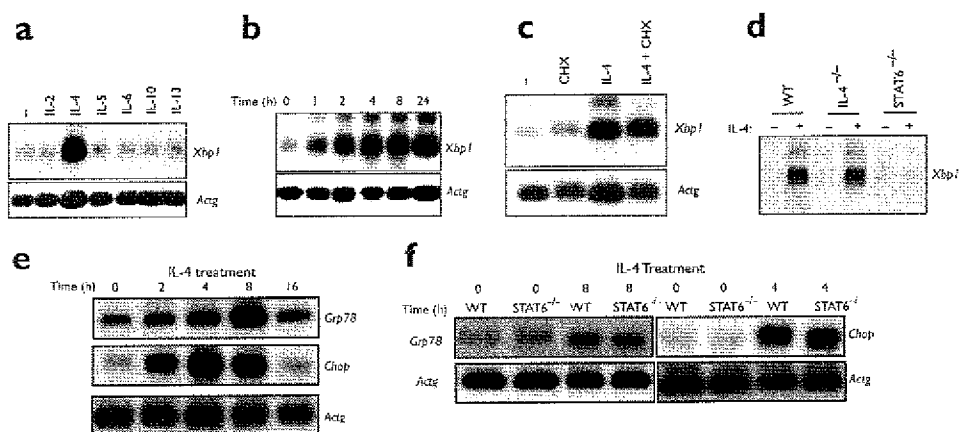 a
- IL-2 IL-4 IL-5 IL-6 IL-10 IL-13
Xbp1
Actg
b
Time (h) 0 1 2 4 8 24
Xbp1
Actg
c
- CHX IL-4 IL-4 + CHX
Xbp1
Actg
d
WT IL-4-/- STAT6-/-
IL-4: - + - + - +
Xbp1
e
IL-4 treatment
Time (h) 0 2 4 8 16
Grp78
Chop
Actg
f
IL-4 Treatment
0 0 8 8 0 0 4 4
Time (h) WT STAT6-/- WT STAT6-/- WT STAT6-/- WT STAT6-/-
Grp78 Chop
Actg Actg